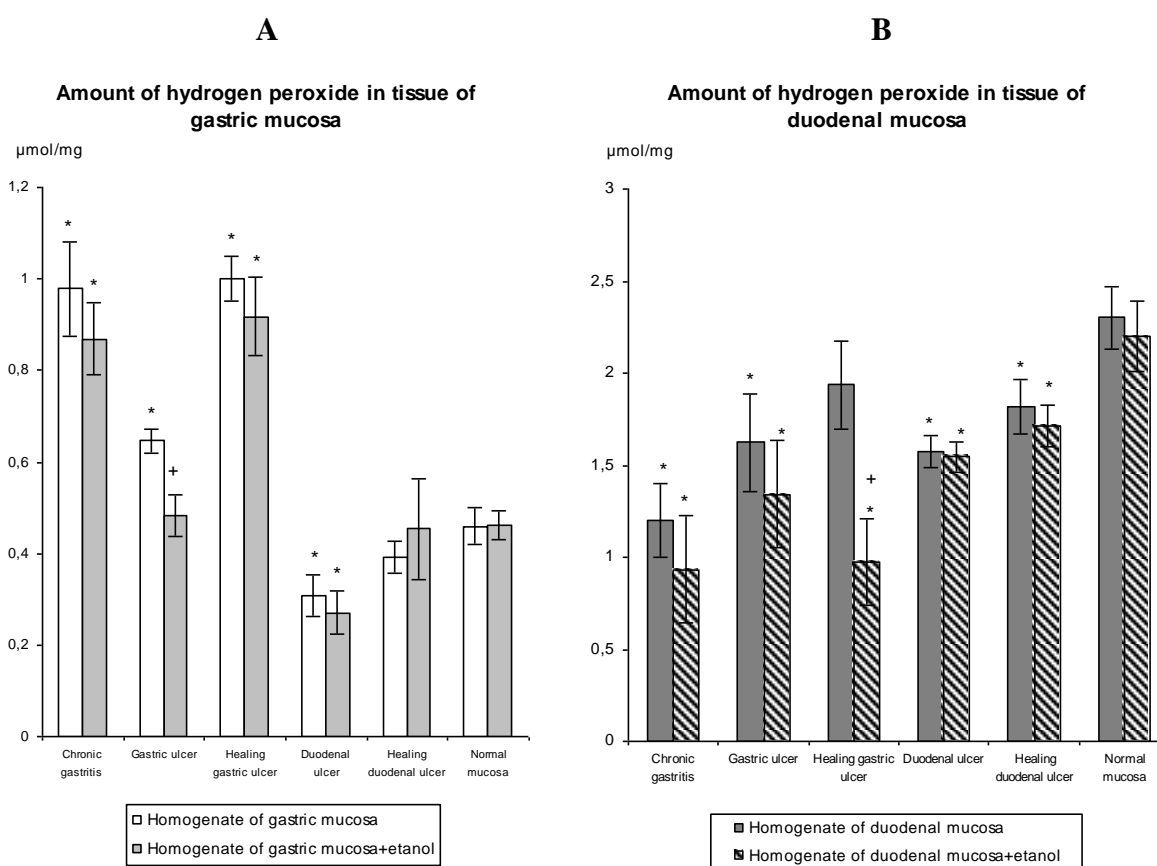 A
Amount of hydrogen peroxide in tissue of
gastric mucosa
µmol/mg
1,2
*
*
*
*
1
0,8
*
+
0,6
*
*
0,4
0,2
0
Chronic
gastritis
Gastric ulcer
Healing
gastric ulcer
Duodenal
ulcer
Healing
duodenal ulcer
Normal
mucosa
Homogenate of gastric mucosa
Homogenate of gastric mucosa+etanol
B
Amount of hydrogen peroxide in tissue of
duodenal mucosa
µmol/mg
3
2,5
2
*
*
*
*
1,5
*
*
*
*
+
*
1
0,5
0
Chronic
gastritis
Gastric ulcer
Healing gastric
ulcer
Duodenal ulcer
Healing
duodenal ulcer
Normal
mucosa
Homogenate of duodenal mucosa
Homogenate of duodenal mucosa+etanol